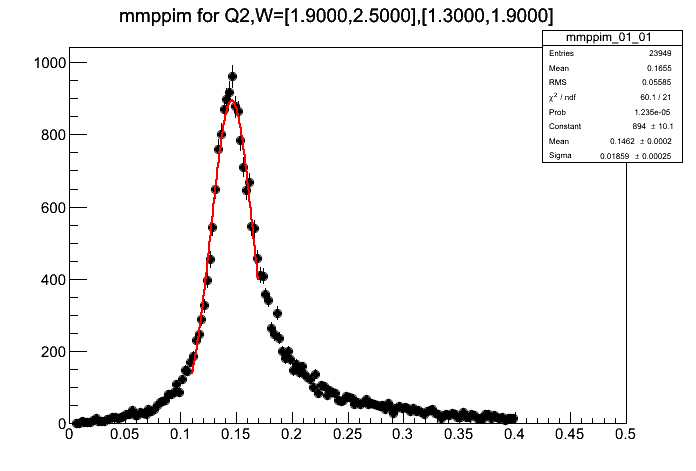 mmppim for Q2,W=[1.9000,2.5000],[1.3000,1.9000]
mmppim_01_01
Entries 23949
Mean 0.1655
RMS 0.05585
χ² / ndf 60.1 / 21
Prob 1.235e-05
Constant 894 ± 10.1
Mean 0.1462 ± 0.0002
Sigma 0.01859 ± 0.00025
1000
800
600
400
200
0
0 0.05 0.1 0.15 0.2 0.25 0.3 0.35 0.4 0.45 0.5